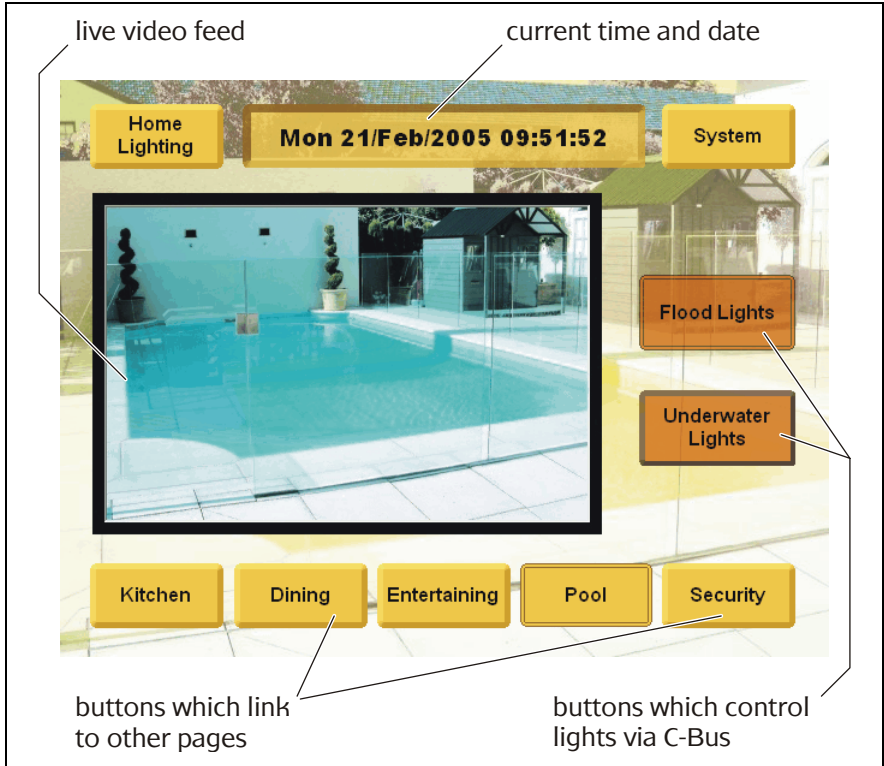 live video feed
current time and date
Home
Lighting
Mon 21/Feb/2005 09:51:52
System
Flood Lights
Underwater
Lights
Kitchen
Dining
Entertaining
Pool
Security
buttons which link
to other pages
buttons which control
lights via C-Bus